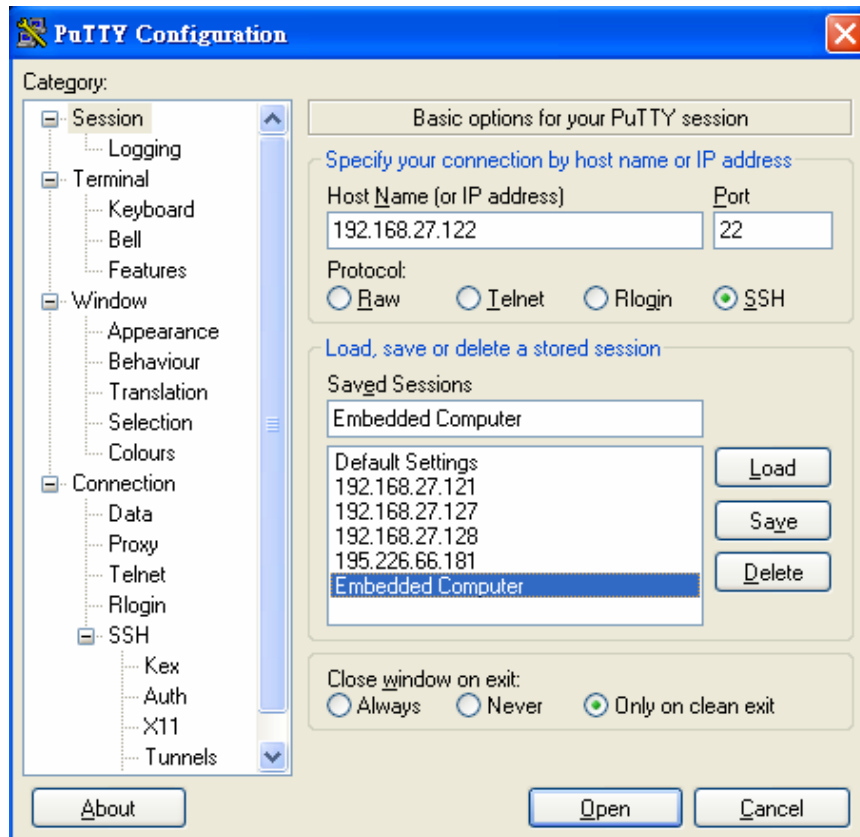 PuTTY Configuration
Category:
Session
Logging
Terminal
Keyboard
Bell
Features
Window
Appearance
Behaviour
Translation
Selection
Colours
Connection
Data
Proxy
Telnet
Rlogin
SSH
Kex
Auth
X11
Tunnels
Basic options for your PuTTY session
Specify your connection by host name or IP address
Host Name (or IP address) Port
192.168.27.122 22
Protocol:
Raw Telnet Rlogin SSH
Load, save or delete a stored session
Saved Sessions
Embedded Computer
Default Settings
192.168.27.121
192.168.27.127
192.168.27.128
195.226.66.181
Embedded Computer
Load
Save
Delete
Close window on exit:
Always Never Only on clean exit
About Open Cancel